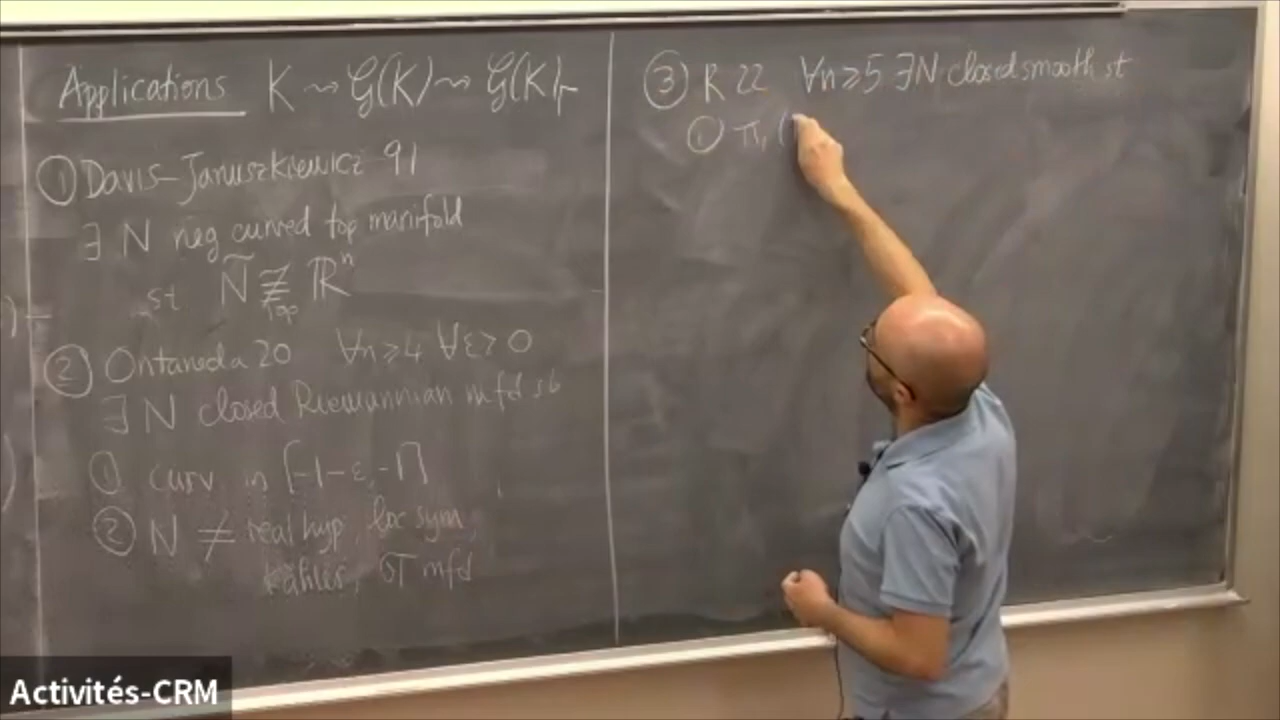 Applications K ⇝ 𝒢(K) ⇝ 𝒢(K)_Γ
① Davis-Januszkiewicz 91
∃ N neg curved top manifold
st Ñ ≇_Top ℝⁿ
② Ontaneda 20 ∀n≥4 ∀ε>0
∃ N closed Riemannian mfd st
① curv in [-1-ε,-1]
② N ≠ real hyp, loc sym,
Kähler, GT mfd
③ R 22 ∀n≥5 ∃N closed smooth st
① π₁(
Activités-CRM